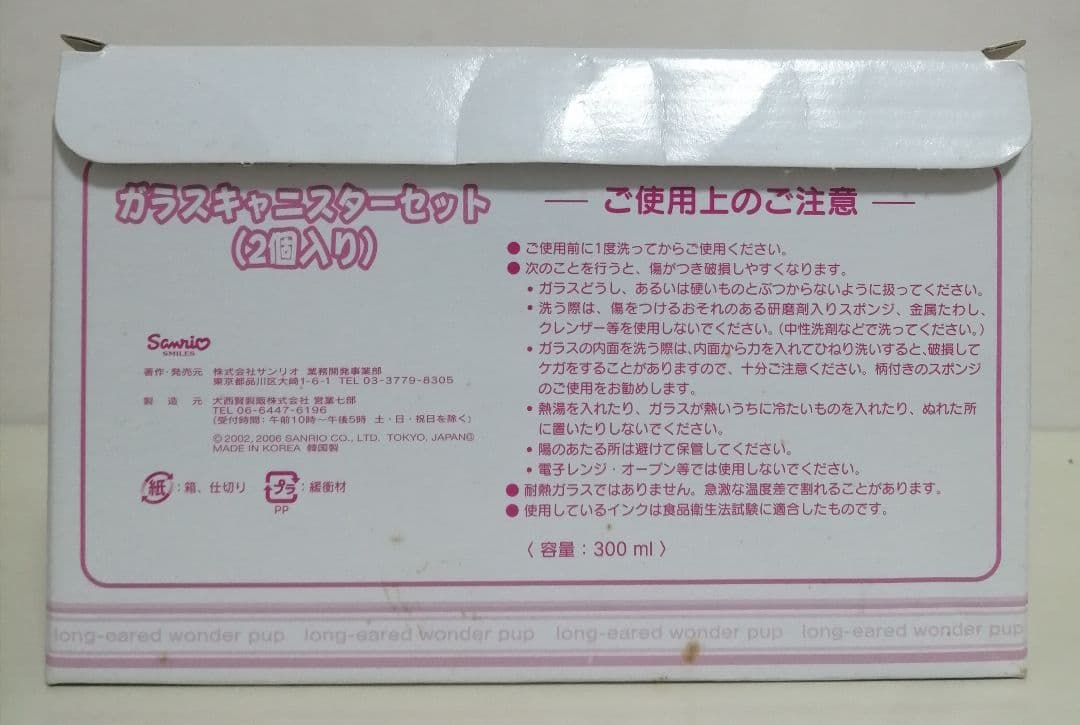 ガラスキャニスターセット
(2個入り)
Sanrio
SMILES
著作・発売元 株式会社サンリオ 業務開発事業部
東京都品川区大崎1-6-1 TEL 03-3779-8305
製造元 大西賢製販株式会社 営業七部
TEL 06-6447-6196
(受付時間:午前10時〜午後5時 土・日・祝日を除く)
©2002, 2006 SANRIO CO., LTD. TOKYO, JAPAN
MADE IN KOREA 韓国製
紙:箱、仕切り プラ:緩衝材
PP
ご使用上のご注意
●ご使用前に1度洗ってからご使用ください。
●次のことを行うと、傷がつき破損しやすくなります。
・ガラスどうし、あるいは硬いものとぶつからないように扱ってください。
・洗う際は、傷をつけるおそれのある研磨剤入りスポンジ、金属たわし、
クレンザー等を使用しないでください。(中性洗剤などで洗ってください。)
・ガラスの内面を洗う際は、内面から力を入れてひねり洗いすると、破損して
ケガをすることがありますので、十分ご注意ください。柄付きのスポンジ
のご使用をお勧めします。
・熱湯を入れたり、ガラスが熱いうちに冷たいものを入れたり、ぬれた所
に置いたりしないでください。
・陽のあたる所は避けて保管してください。
・電子レンジ・オーブン等では使用しないでください。
●耐熱ガラスではありません。急激な温度差で割れることがあります。
●使用しているインクは食品衛生法試験に適合したものです。
〈容量:300 ml〉
long-eared wonder pup long-eared wonder pup long-eared wonder pup long-eared wonder pup